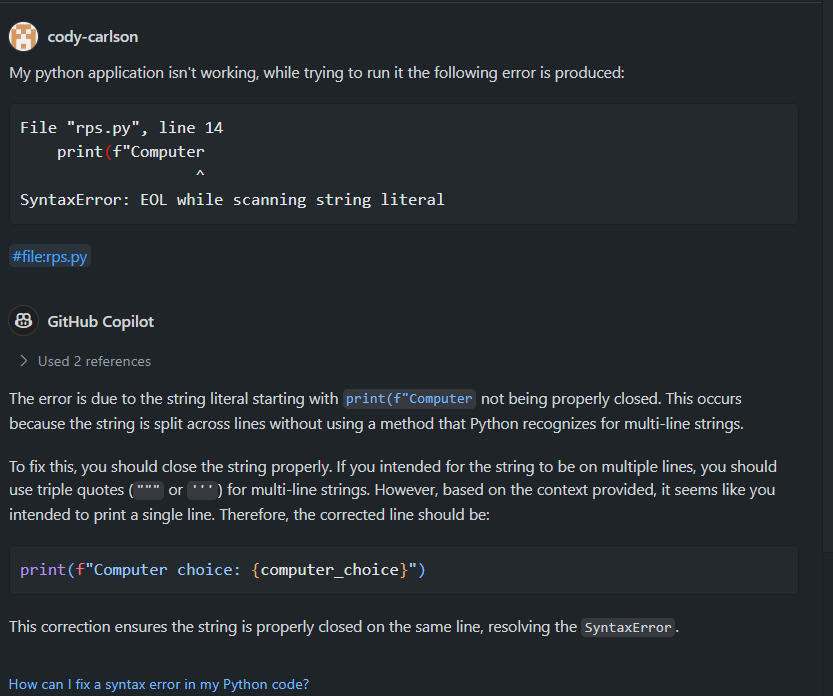 cody-carlson
My python application isn't working, while trying to run it the following error is produced:
File "rps.py", line 14
    print(f"Computer
                   ^
SyntaxError: EOL while scanning string literal
#file:rps.py
GitHub Copilot
Used 2 references
The error is due to the string literal starting with print(f"Computer not being properly closed. This occurs
because the string is split across lines without using a method that Python recognizes for multi-line strings.
To fix this, you should close the string properly. If you intended for the string to be on multiple lines, you should
use triple quotes (""" or ''') for multi-line strings. However, based on the context provided, it seems like you
intended to print a single line. Therefore, the corrected line should be:
print(f"Computer choice: {computer_choice}")
This correction ensures the string is properly closed on the same line, resolving the SyntaxError.
How can I fix a syntax error in my Python code?